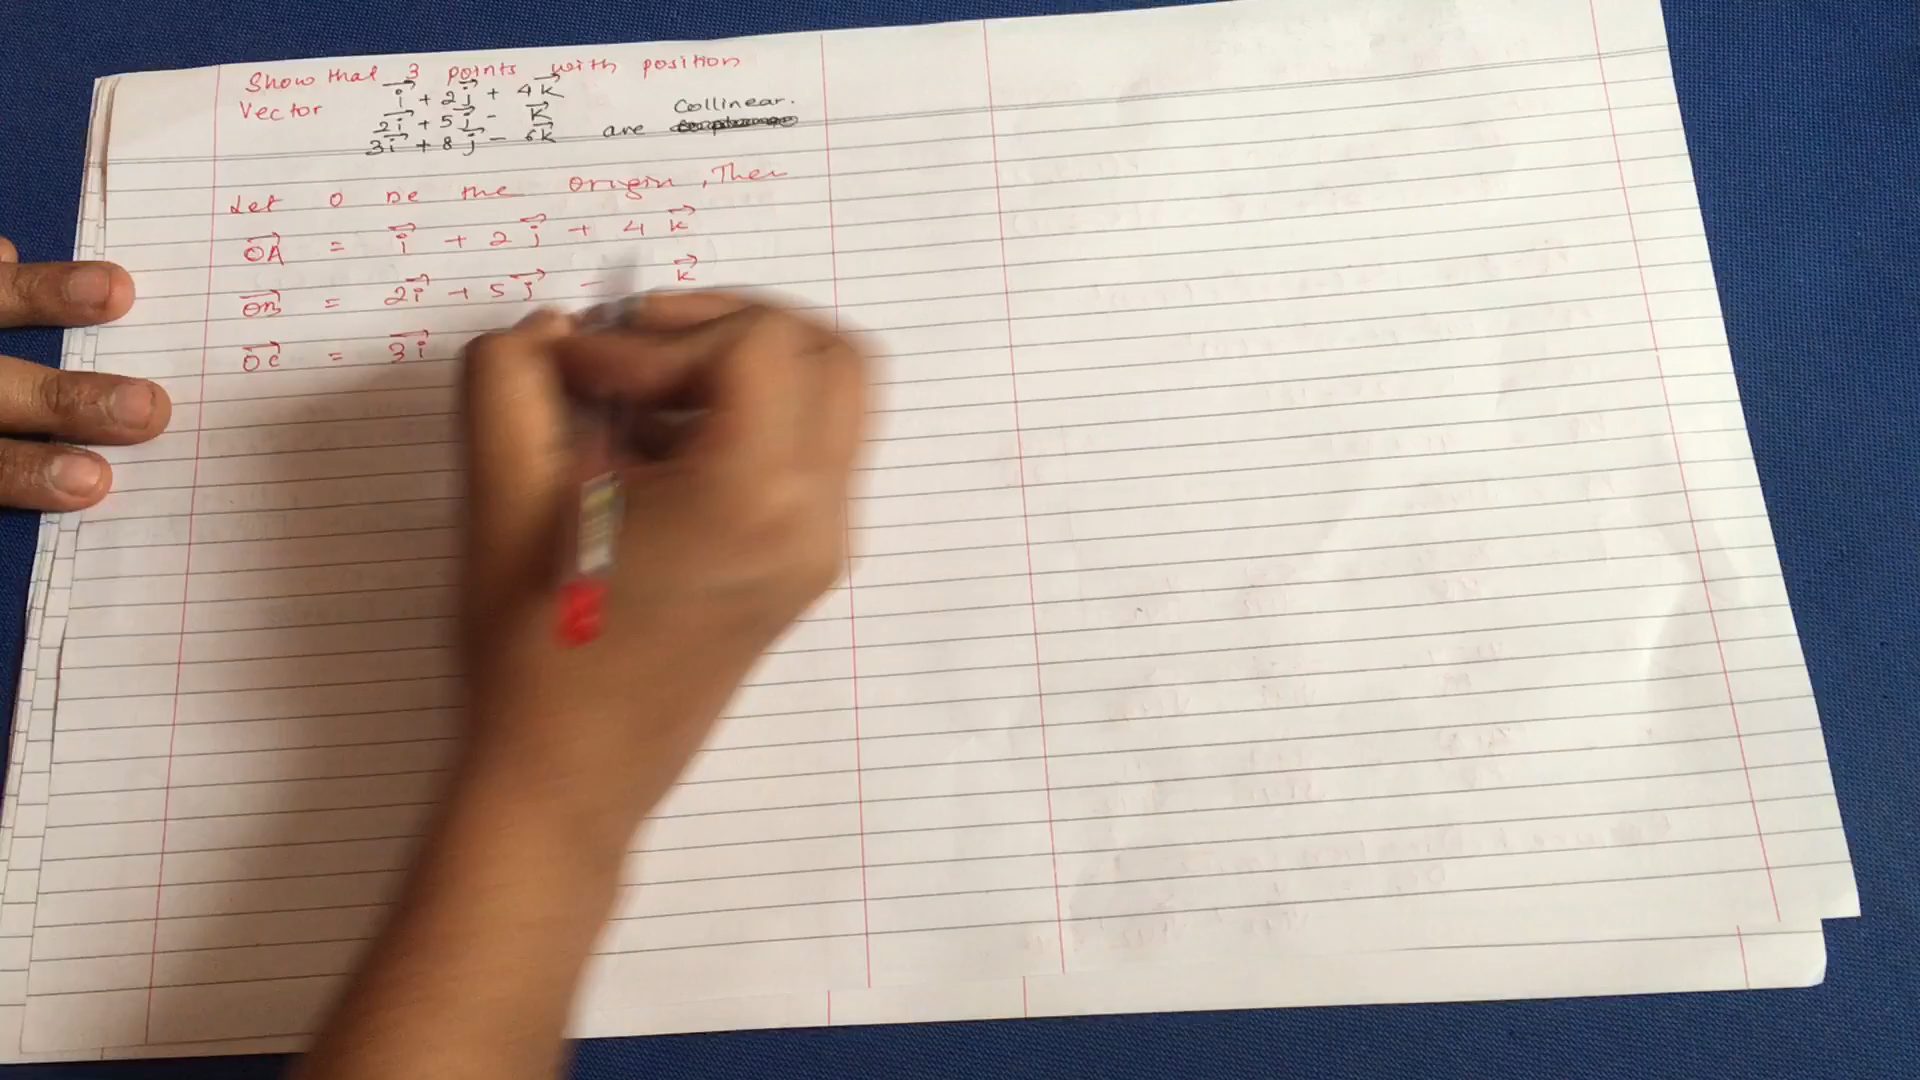 Show that 3 points with position
Vector i + 2j + 4k
2i + 5j - k
3i + 8j - 6k are Collinear.
Let O be the origin, Then
OA = i + 2j + 4k
OB = 2i + 5j - k
OC = 3i